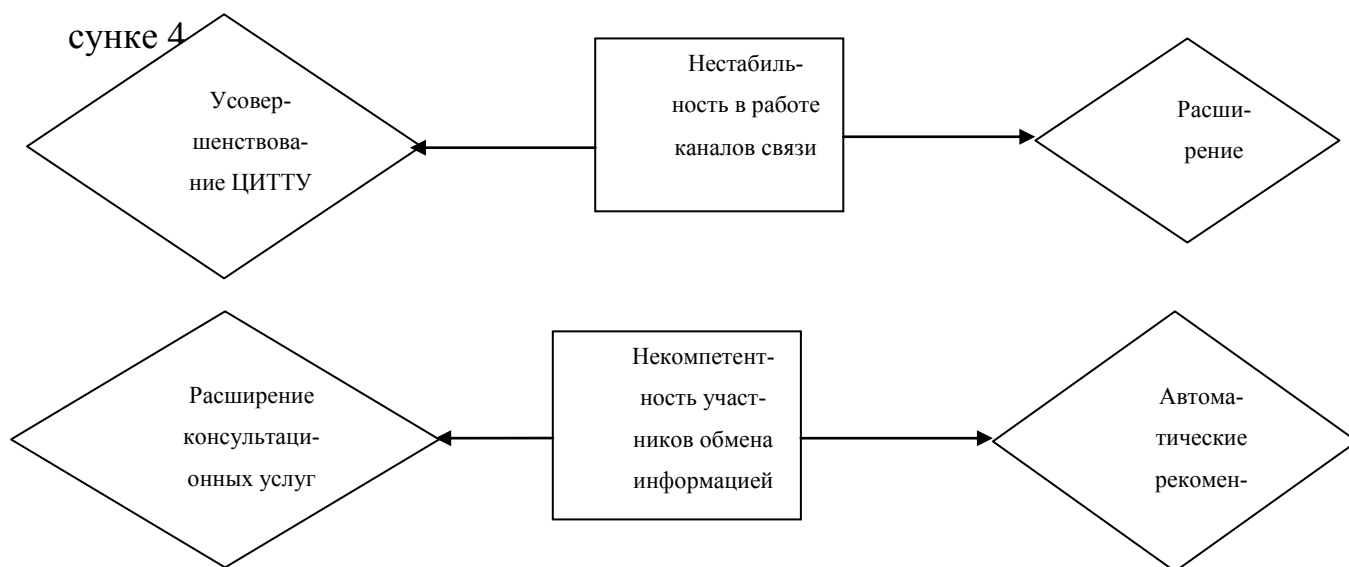 сунке 4
Усовер-
шенствова-
ние ЦИТТУ
Нестабиль-
ность в работе
каналов связи
Расши-
рение
Расширение
консультаци-
онных услуг
Некомпетент-
ность участ-
ников обмена
информацией
Автома-
тические
рекомен-